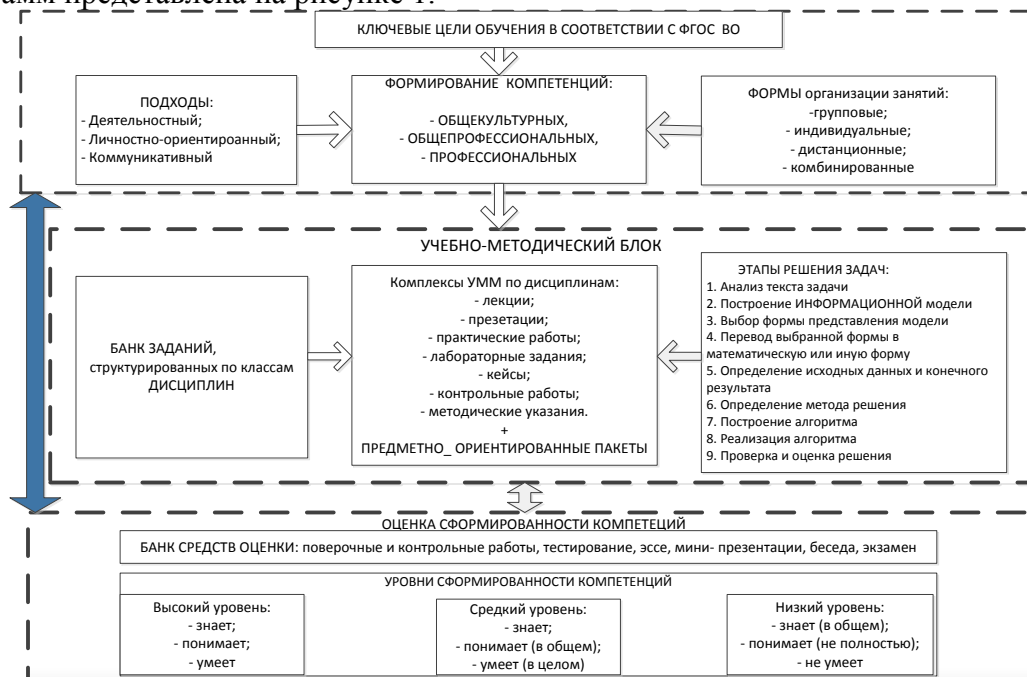 амм представлена на рисунке 1.
КЛЮЧЕВЫЕ ЦЕЛИ ОБУЧЕНИЯ В СООТВЕТСТВИИ С ФГОС ВО
ПОДХОДЫ:
- Деятельностный;
- Личностно-ориентироанный;
- Коммуникативный
ФОРМИРОВАНИЕ КОМПЕТЕНЦИЙ:
- ОБЩЕКУЛЬТУРНЫХ,
- ОБЩЕПРОФЕССИОНАЛЬНЫХ,
- ПРОФЕССИОНАЛЬНЫХ
ФОРМЫ организации занятий:
-групповые;
- индивидуальные;
- дистанционные;
- комбинированные
УЧЕБНО-МЕТОДИЧЕСКИЙ БЛОК
БАНК ЗАДАНИЙ,
структурированных по классам
ДИСЦИПЛИН
Комплексы УММ по дисциплинам:
- лекции;
- презетации;
- практические работы;
- лабораторные задания;
- кейсы;
- контрольные работы;
- методические указания.
+
ПРЕДМЕТНО_ ОРИЕНТИРОВАННЫЕ ПАКЕТЫ
ЭТАПЫ РЕШЕНИЯ ЗАДАЧ:
1. Анализ текста задачи
2. Построение ИНФОРМАЦИОННОЙ модели
3. Выбор формы представления модели
4. Перевод выбранной формы в
математическую или иную форму
5. Определение исходных данных и конечного
результата
6. Определение метода решения
7. Построение алгоритма
8. Реализация алгоритма
9. Проверка и оценка решения
ОЦЕНКА СФОРМИРОВАННОСТИ КОМПЕТЕЦИЙ
БАНК СРЕДСТВ ОЦЕНКИ: поверочные и контрольные работы, тестирование, эссе, мини- презентации, беседа, экзамен
УРОВНИ СФОРМИРОВАННОСТИ КОМПЕТЕНЦИЙ
Высокий уровень:
- знает;
- понимает;
- умеет
Средкий уровень:
- знает;
- понимает (в общем);
- умеет (в целом)
Низкий уровень:
- знает (в общем);
- понимает (не полностью);
- не умеет